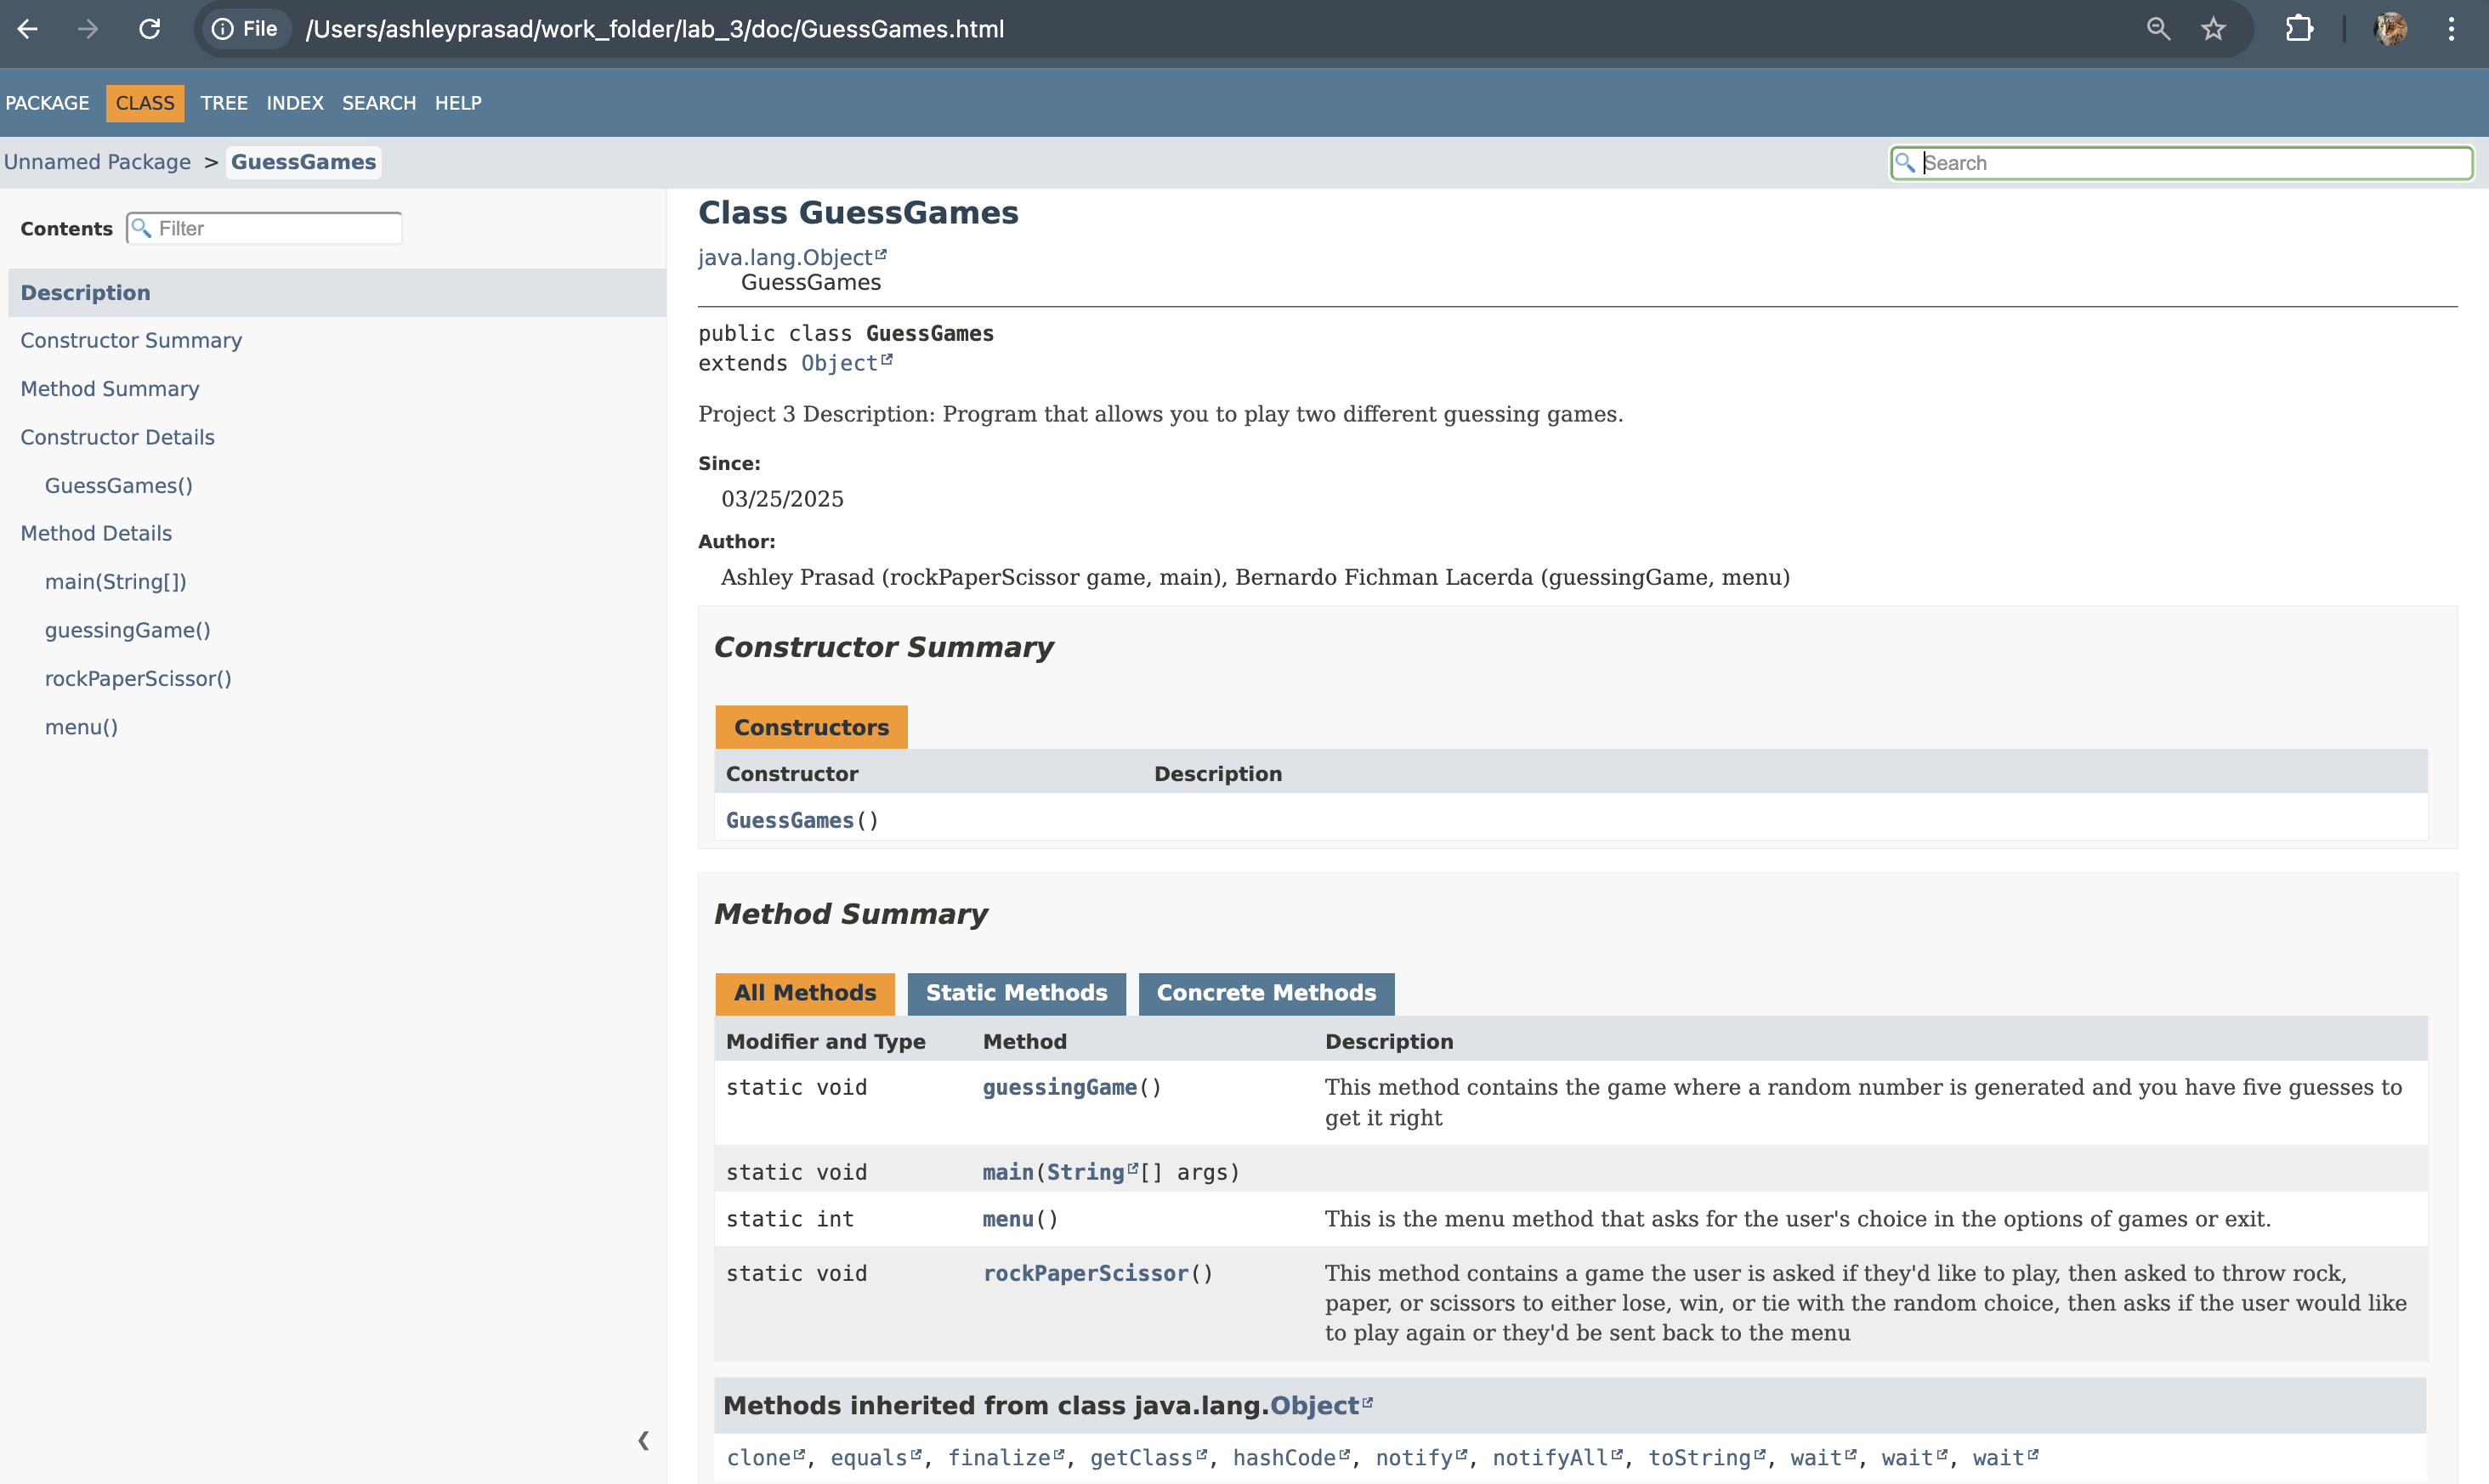 File /Users/ashleyprasad/work_folder/lab_3/doc/GuessGames.html
PACKAGE CLASS TREE INDEX SEARCH HELP
Unnamed Package > GuessGames
Search
Contents
Filter
Description
Constructor Summary
Method Summary
Constructor Details
GuessGames()
Method Details
main(String[])
guessingGame()
rockPaperScissor()
menu()
Class GuessGames
java.lang.Object
GuessGames
public class GuessGames
extends Object
Project 3 Description: Program that allows you to play two different guessing games.
Since:
03/25/2025
Author:
Ashley Prasad (rockPaperScissor game, main), Bernardo Fichman Lacerda (guessingGame, menu)
Constructor Summary
Constructors
Constructor Description
GuessGames()
Method Summary
All Methods Static Methods Concrete Methods
Modifier and Type Method Description
static void guessingGame() This method contains the game where a random number is generated and you have five guesses to
get it right
static void main(String[] args)
static int menu() This is the menu method that asks for the user's choice in the options of games or exit.
static void rockPaperScissor() This method contains a game the user is asked if they'd like to play, then asked to throw rock,
paper, or scissors to either lose, win, or tie with the random choice, then asks if the user would like
to play again or they'd be sent back to the menu
Methods inherited from class java.lang.Object
clone, equals, finalize, getClass, hashCode, notify, notifyAll, toString, wait, wait, wait